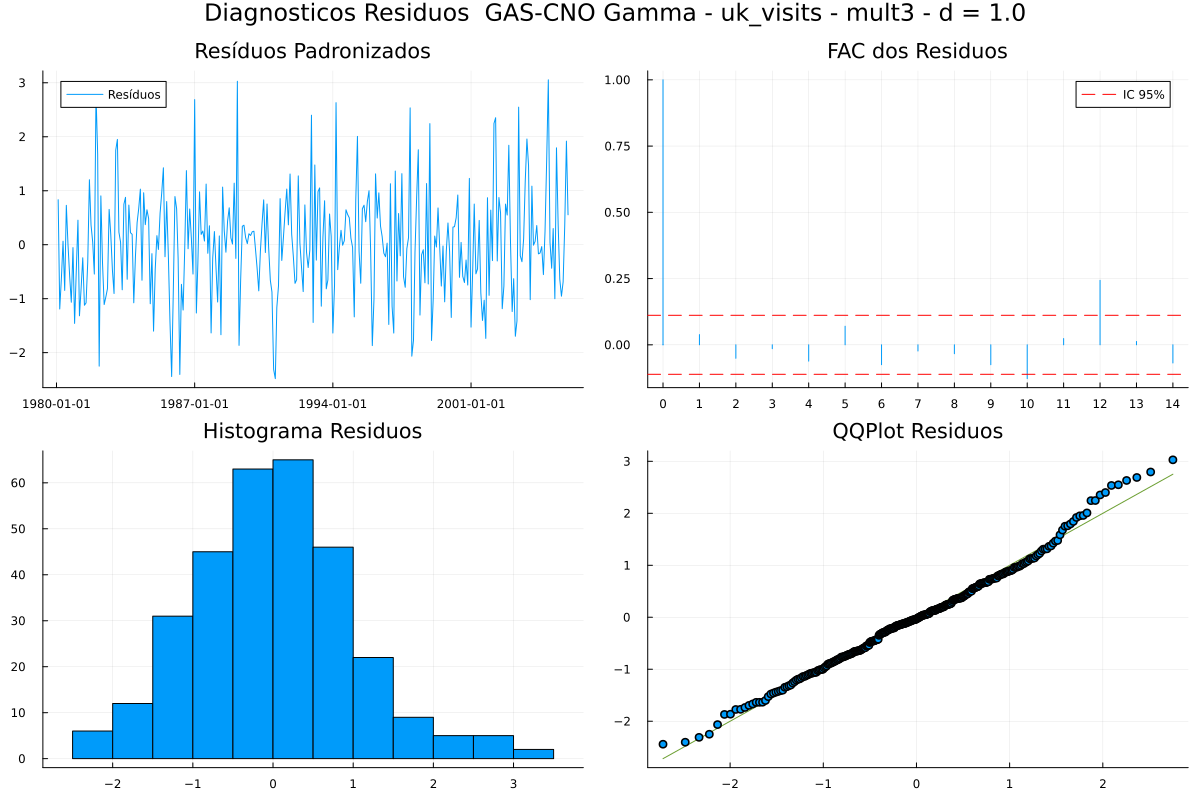 Diagnosticos Residuos  GAS-CNO Gamma - uk_visits - mult3 - d = 1.0
Resíduos Padronizados
3
2
1
0
−1
−2
Resíduos
1980-01-01 1987-01-01 1994-01-01 2001-01-01
FAC dos Residuos
1.00
0.75
0.50
0.25
0.00
IC 95%
0 1 2 3 4 5 6 7 8 9 10 11 12 13 14
Histograma Residuos
60
50
40
30
20
10
0
−2 −1 0 1 2 3
QQPlot Residuos
3
2
1
0
−1
−2
−2 −1 0 1 2